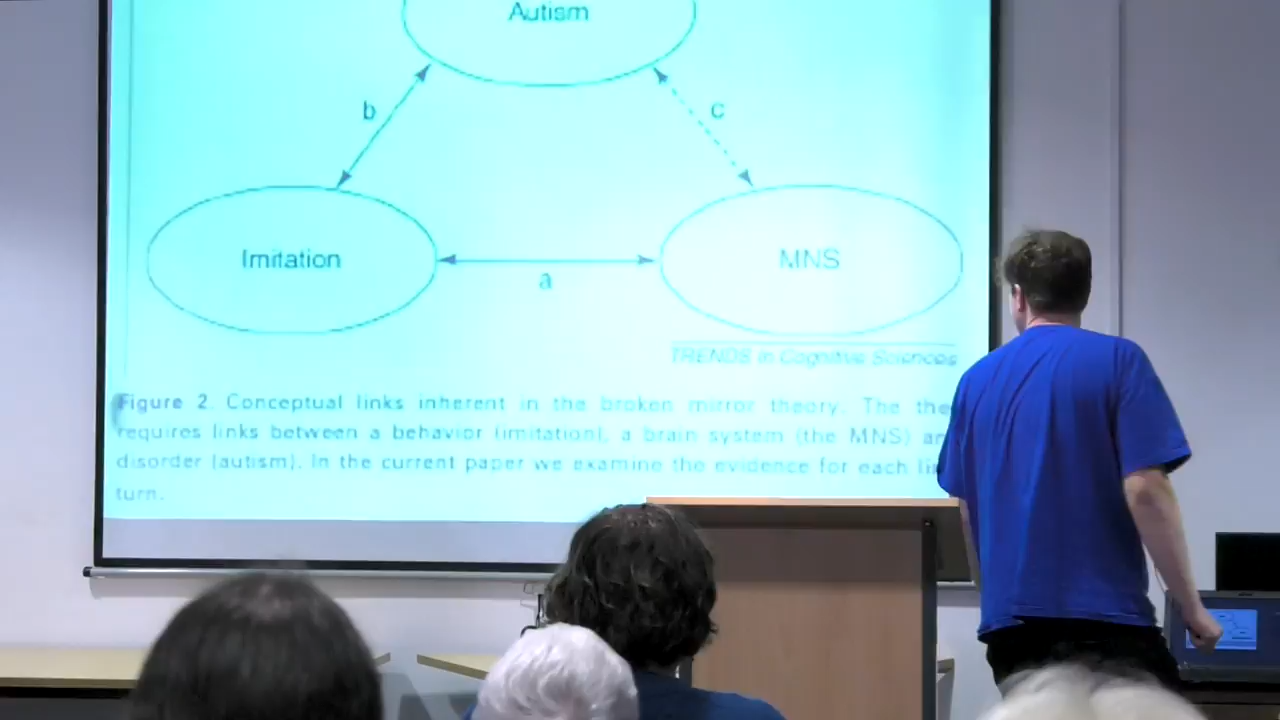 Autism
b
c
Imitation
MNS
a
TRENDS in Cognitive Sciences
Figure 2. Conceptual links inherent in the broken mirror theory. The the
requires links between a behavior (imitation), a brain system (the MNS) an
disorder (autism). In the current paper we examine the evidence for each li
turn.